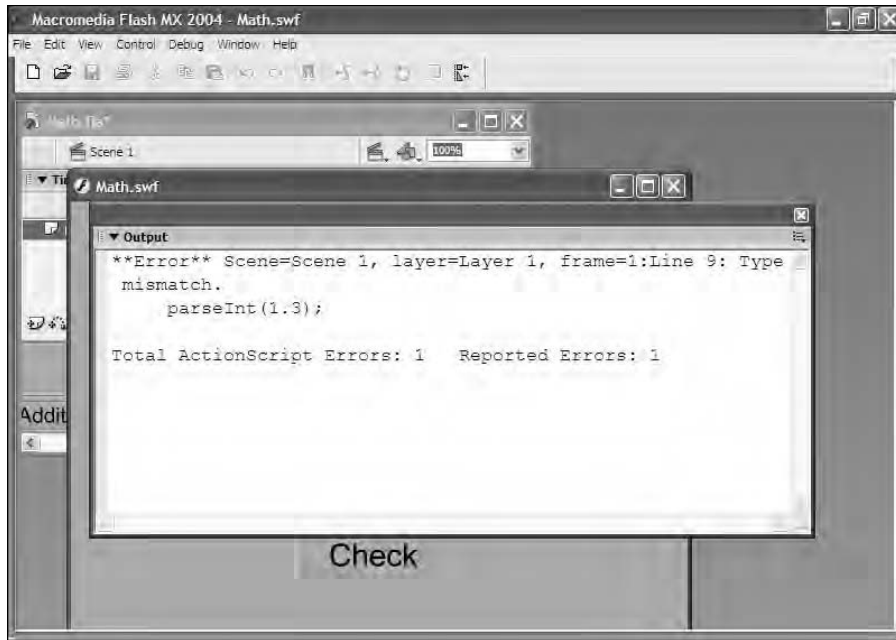 Macromedia Flash MX 2004 - Math.swf
File Edit View Control Debug Window Help
Math.fla*
Scene 1
100%
Math.swf
Output
**Error** Scene=Scene 1, layer=Layer 1, frame=1:Line 9: Type
mismatch.
parseInt(1.3);
Total ActionScript Errors: 1 Reported Errors: 1
Addit
Check